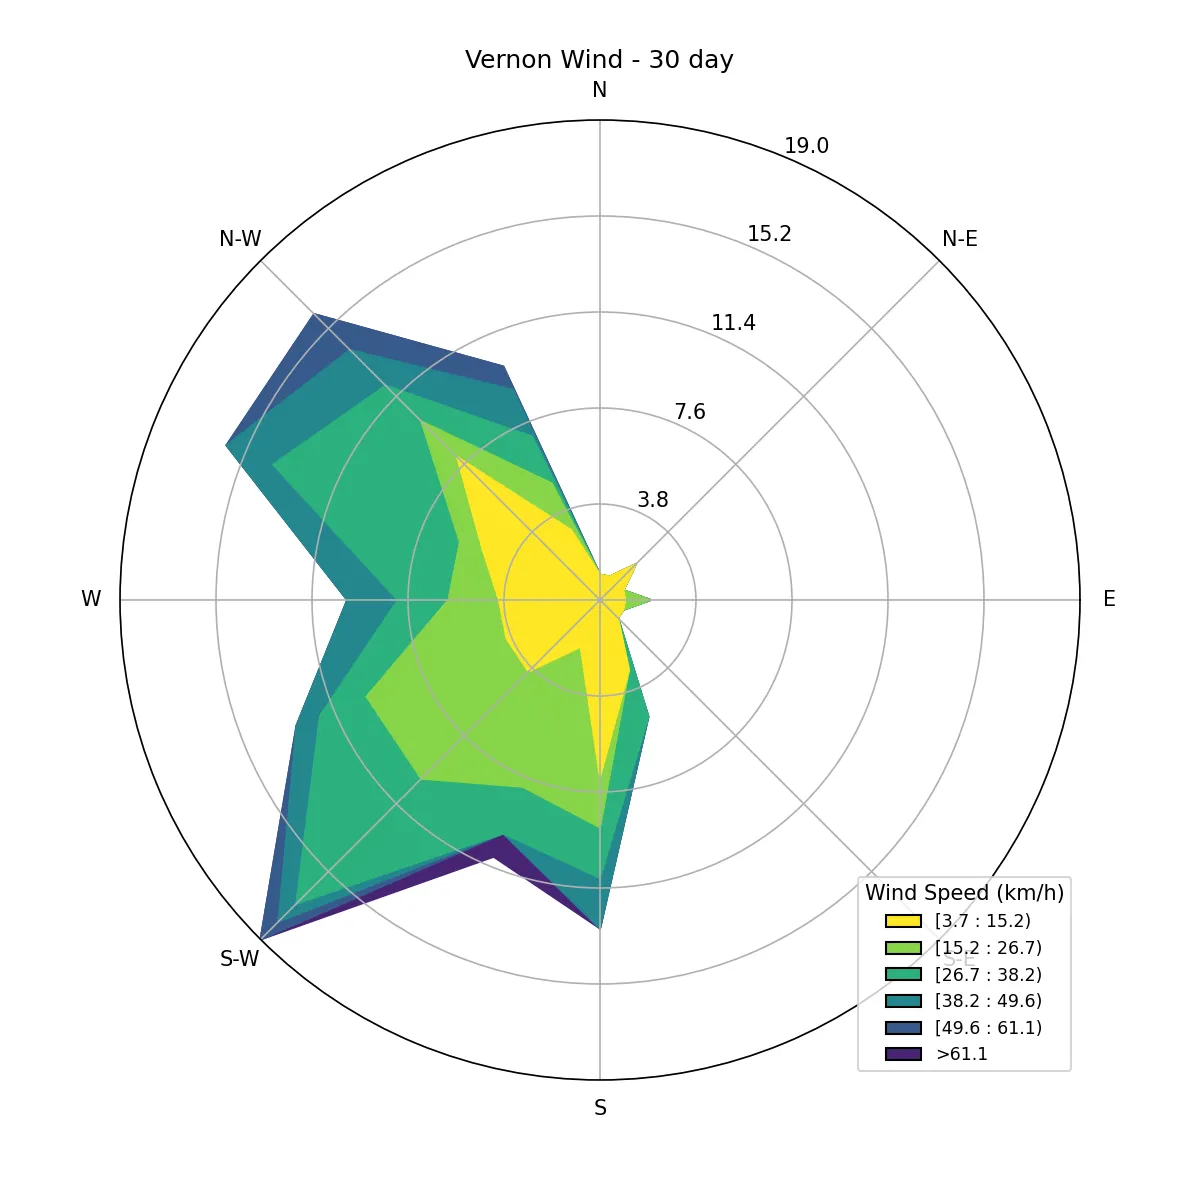 Vernon Wind - 30 day
N
19.0
15.2
N-W
N-E
11.4
7.6
3.8
W
E
S-W
S-E
S
Wind Speed (km/h)
[3.7 : 15.2)
[15.2 : 26.7)
[26.7 : 38.2)
[38.2 : 49.6)
[49.6 : 61.1)
>61.1